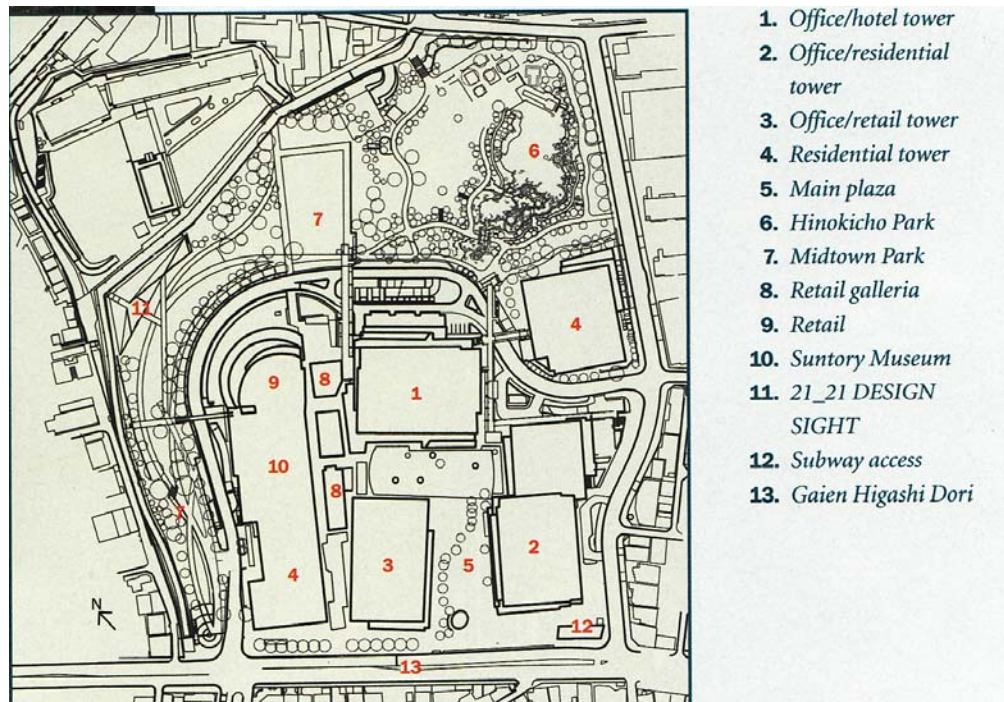 1. Office/hotel tower
2. Office/residential
tower
3. Office/retail tower
4. Residential tower
5. Main plaza
6. Hinokicho Park
7. Midtown Park
8. Retail galleria
9. Retail
10. Suntory Museum
11. 21_21 DESIGN
SIGHT
12. Subway access
13. Gaien Higashi Dori
6
7
11
4
9
8
1
10
8
7
3
5
2
4
N
12
13